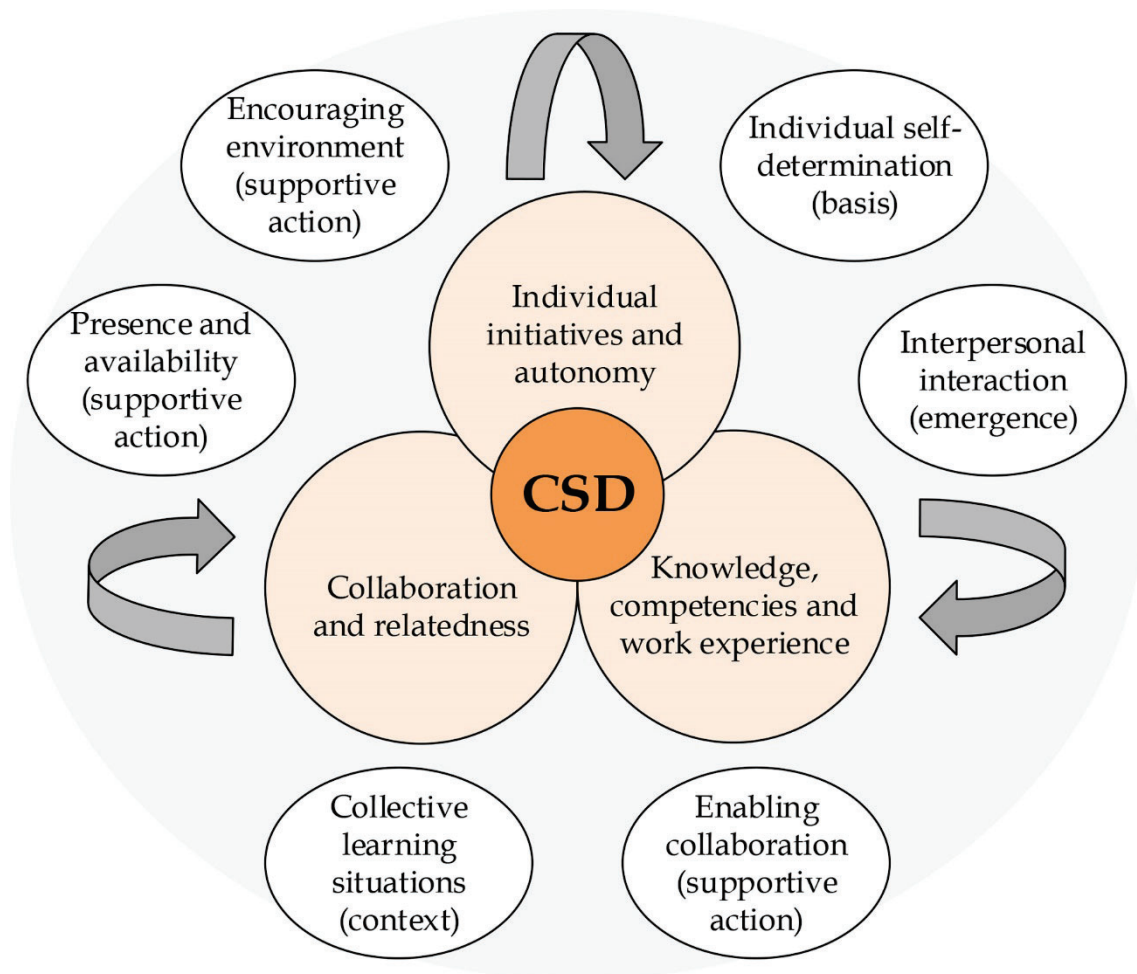 Encouraging
environment
(supportive
action)
Individual self-
determination
(basis)
Presence and
availability
(supportive
action)
Individual
initiatives and
autonomy
Interpersonal
interaction
(emergence)
CSD
Collaboration
and relatedness
Knowledge,
competencies and
work experience
Collective
learning
situations
(context)
Enabling
collaboration
(supportive
action)